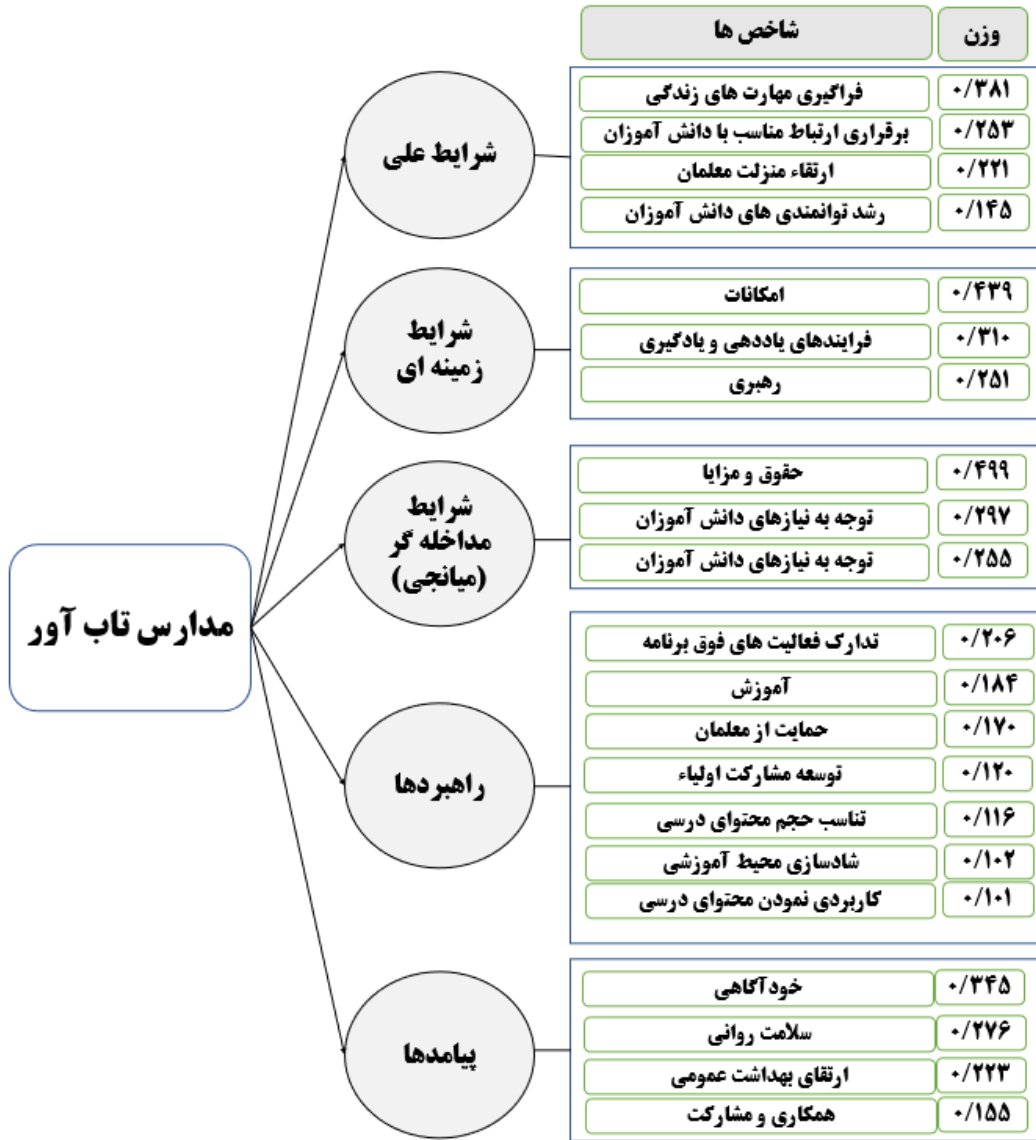 شاخص ها
وزن
شرایط علی
فراگیری مهارت های زندگی
۰/۳۸۱
برقراری ارتباط مناسب با دانش آموزان
۰/۲۵۳
ارتقاء منزلت معلمان
۰/۲۲۱
رشد توانمندی های دانش آموزان
۰/۱۴۵
شرایط
زمینه ای
امکانات
۰/۴۳۹
فرایندهای یاددهی و یادگیری
۰/۳۱۰
رهبری
۰/۲۵۱
شرایط
مداخله گر
(میانجی)
حقوق و مزایا
۰/۴۹۹
توجه به نیازهای دانش آموزان
۰/۲۹۷
توجه به نیازهای دانش آموزان
۰/۲۵۵
مدارس تاب آور
راهبردها
تدارک فعالیت های فوق برنامه
۰/۲۰۶
آموزش
۰/۱۸۴
حمایت از معلمان
۰/۱۷۰
توسعه مشارکت اولیاء
۰/۱۲۰
تناسب حجم محتوای درسی
۰/۱۱۶
شادسازی محیط آموزشی
۰/۱۰۲
کاربردی نمودن محتوای درسی
۰/۱۰۱
پیامدها
خودآگاهی
۰/۳۴۵
سلامت روانی
۰/۲۷۶
ارتقای بهداشت عمومی
۰/۲۲۳
همکاری و مشارکت
۰/۱۵۵